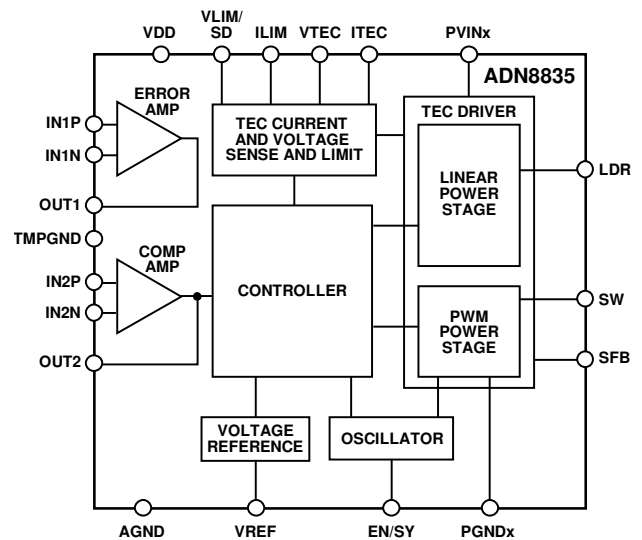 VDD
VLIM/
SD
ILIM
VTEC
ITEC
PVINx
ADN8835
ERROR
AMP
IN1P
IN1N
OUT1
TEC CURRENT
AND VOLTAGE
SENSE AND LIMIT
TEC DRIVER
LINEAR
POWER
STAGE
LDR
TMPGND
COMP
AMP
IN2P
IN2N
OUT2
CONTROLLER
PWM
POWER
STAGE
SW
SFB
VOLTAGE
REFERENCE
OSCILLATOR
AGND
VREF
EN/SY
PGNDx